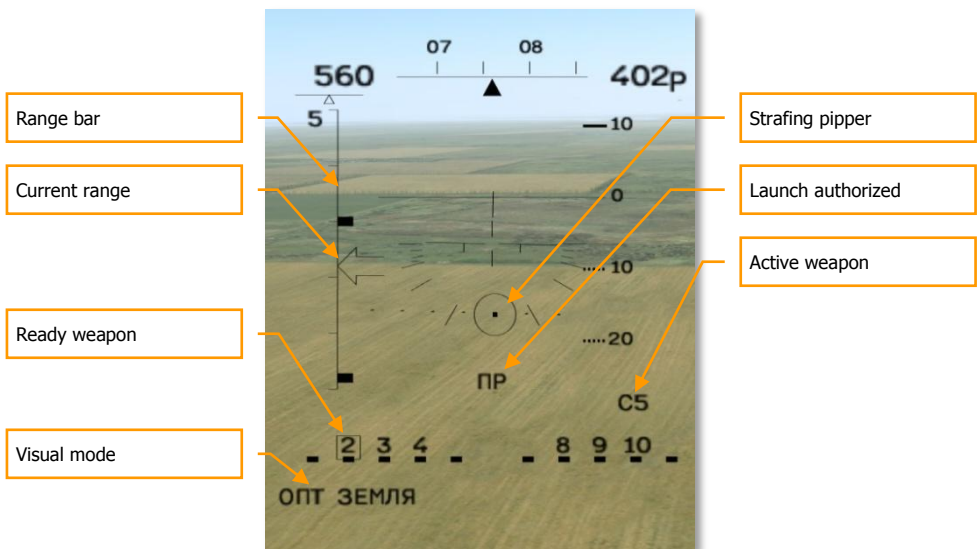 07 08
560 402р
5
10
0
10
20
ПР
С5
2 3 4 8 9 10
ОПТ ЗЕМЛЯ
Range bar
Current range
Ready weapon
Visual mode
Strafing pipper
Launch authorized
Active weapon